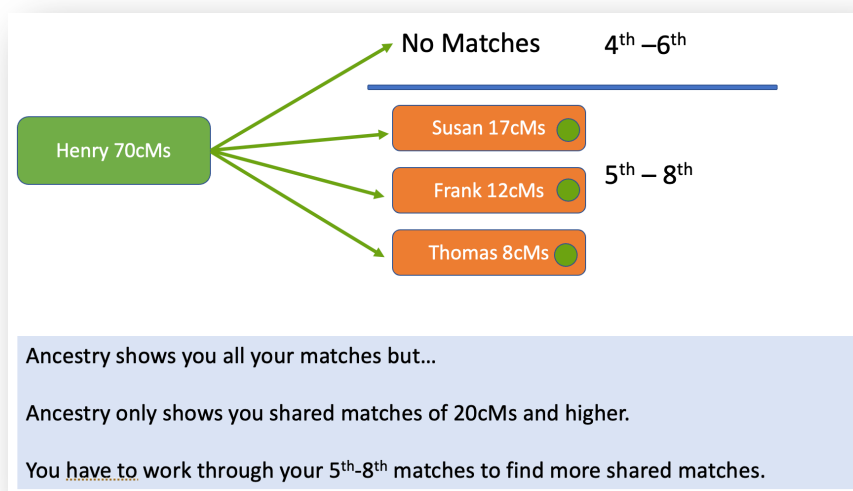 No Matches 4th –6th
Henry 70cMs
Susan 17cMs
Frank 12cMs
5th – 8th
Thomas 8cMs
Ancestry shows you all your matches but...
Ancestry only shows you shared matches of 20cMs and higher.
You have to work through your 5th-8th matches to find more shared matches.